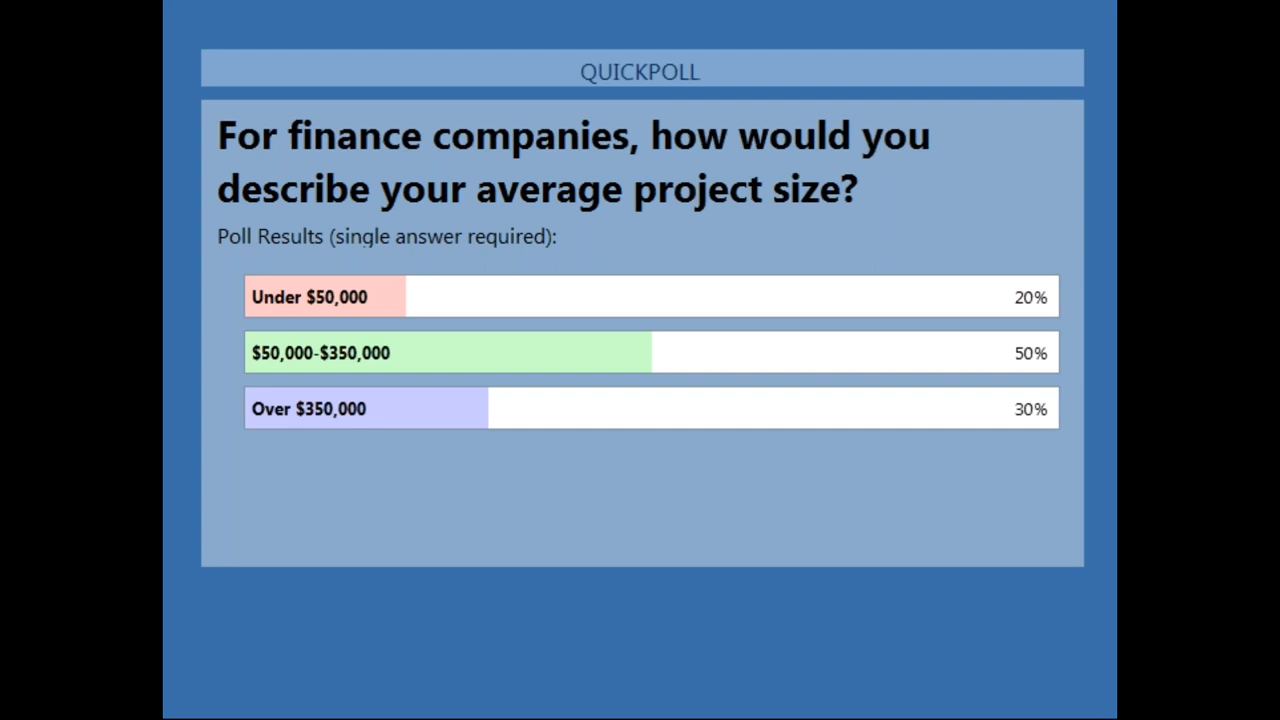 QUICKPOLL
For finance companies, how would you
describe your average project size?
Poll Results (single answer required):
Under $50,000 20%
$50,000-$350,000 50%
Over $350,000 30%